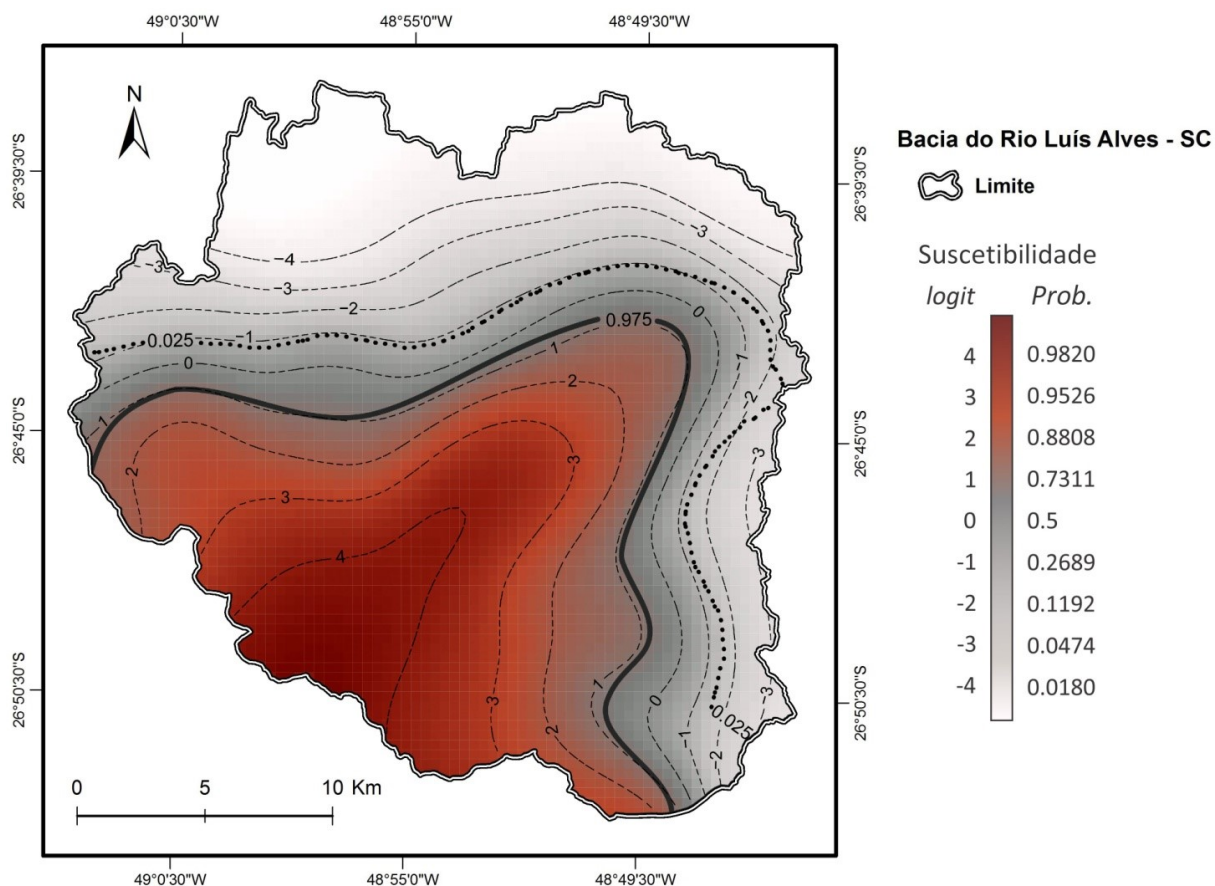 49°0'30"W 48°55'0"W 48°49'30"W
N
26°39'30"S
26°39'30"S
26°45'0"S
26°45'0"S
26°50'30"S
26°50'30"S
−3
−4
−3
−3
−2
0.025
−1
0
0.975
0
1
1
1
2
2
−2
3
3
3
4
1
0
3
2
3
−1
−2
0.025
0 5 10 Km
49°0'30"W 48°55'0"W 48°49'30"W
Bacia do Rio Luís Alves - SC
Limite
Suscetibilidade
logit Prob.
4 0.9820
3 0.9526
2 0.8808
1 0.7311
0 0.5
-1 0.2689
-2 0.1192
-3 0.0474
-4 0.0180